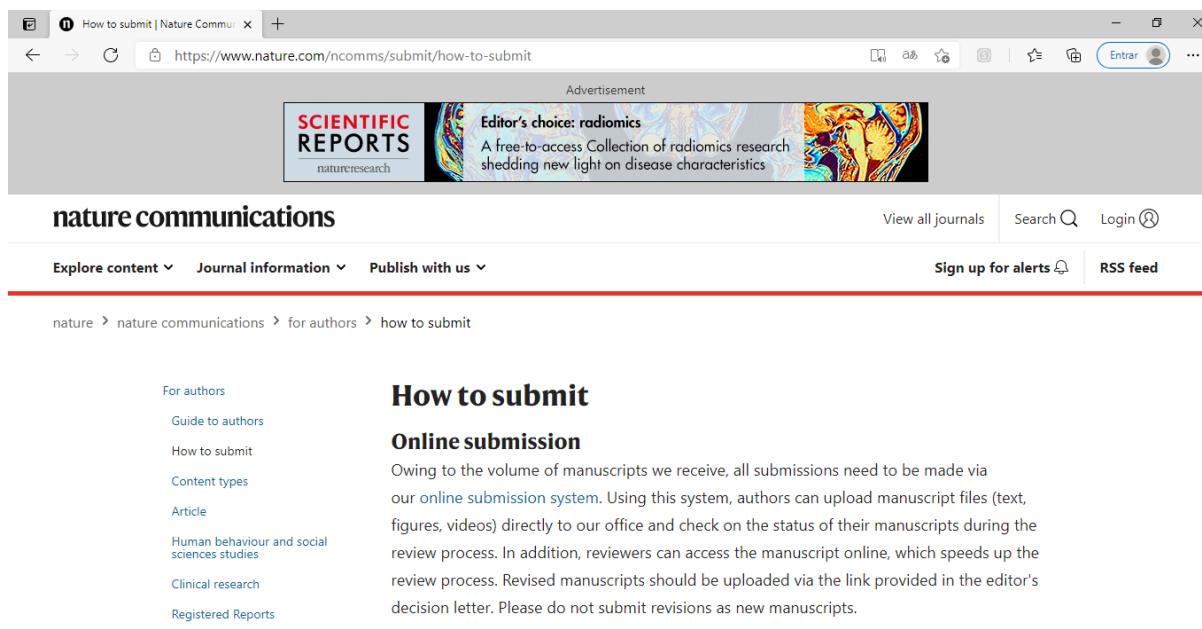 How to submit | Nature Commu
https://www.nature.com/ncomms/submit/how-to-submit
Entrar
Advertisement
SCIENTIFIC
REPORTS
natureresearch
Editor's choice: radiomics
A free-to-access Collection of radiomics research
shedding new light on disease characteristics
nature communications
View all journals
Search
Login
Explore content
Journal information
Publish with us
Sign up for alerts
RSS feed
nature > nature communications > for authors > how to submit
For authors
Guide to authors
How to submit
Content types
Article
Human behaviour and social
sciences studies
Clinical research
Registered Reports
How to submit
Online submission
Owing to the volume of manuscripts we receive, all submissions need to be made via
our online submission system. Using this system, authors can upload manuscript files (text,
figures, videos) directly to our office and check on the status of their manuscripts during the
review process. In addition, reviewers can access the manuscript online, which speeds up the
review process. Revised manuscripts should be uploaded via the link provided in the editor's
decision letter. Please do not submit revisions as new manuscripts.